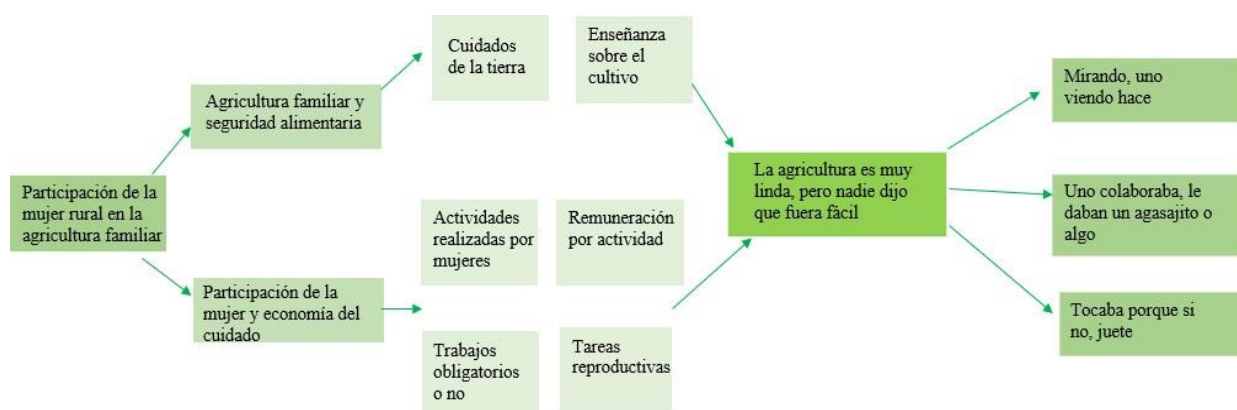 Participación de la
mujer rural en la
agricultura familiar
Agricultura familiar y
seguridad alimentaria
Participación de la
mujer y economía del
cuidado
Cuidados
de la tierra
Enseñanza
sobre el
cultivo
Actividades
realizadas por
mujeres
Remuneración
por actividad
Trabajos
obligatorios
o no
Tareas
reproductivas
La agricultura es muy
linda, pero nadie dijo
que fuera fácil
Mirando, uno
viendo hace
Uno colaboraba, le
daban un agasajito o
algo
Tocaba porque si
no, juete